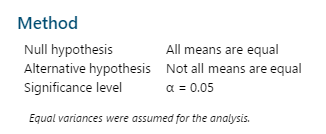 Method
Null hypothesis All means are equal
Alternative hypothesis Not all means are equal
Significance level α = 0.05
Equal variances were assumed for the analysis.